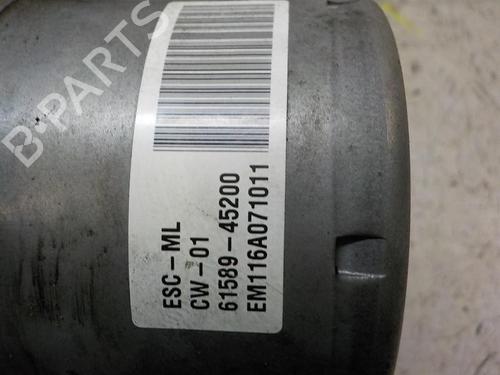 B-PARTS
ESC-ML
CW-01
61589-45200
EM116A071011